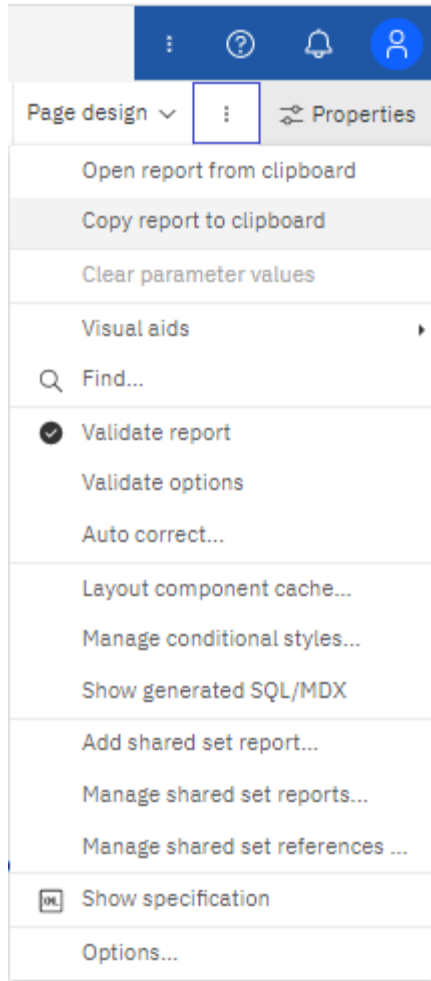 Page design
Properties
Open report from clipboard
Copy report to clipboard
Clear parameter values
Visual aids
Find...
Validate report
Validate options
Auto correct...
Layout component cache...
Manage conditional styles...
Show generated SQL/MDX
Add shared set report...
Manage shared set reports...
Manage shared set references ...
Show specification
Options...